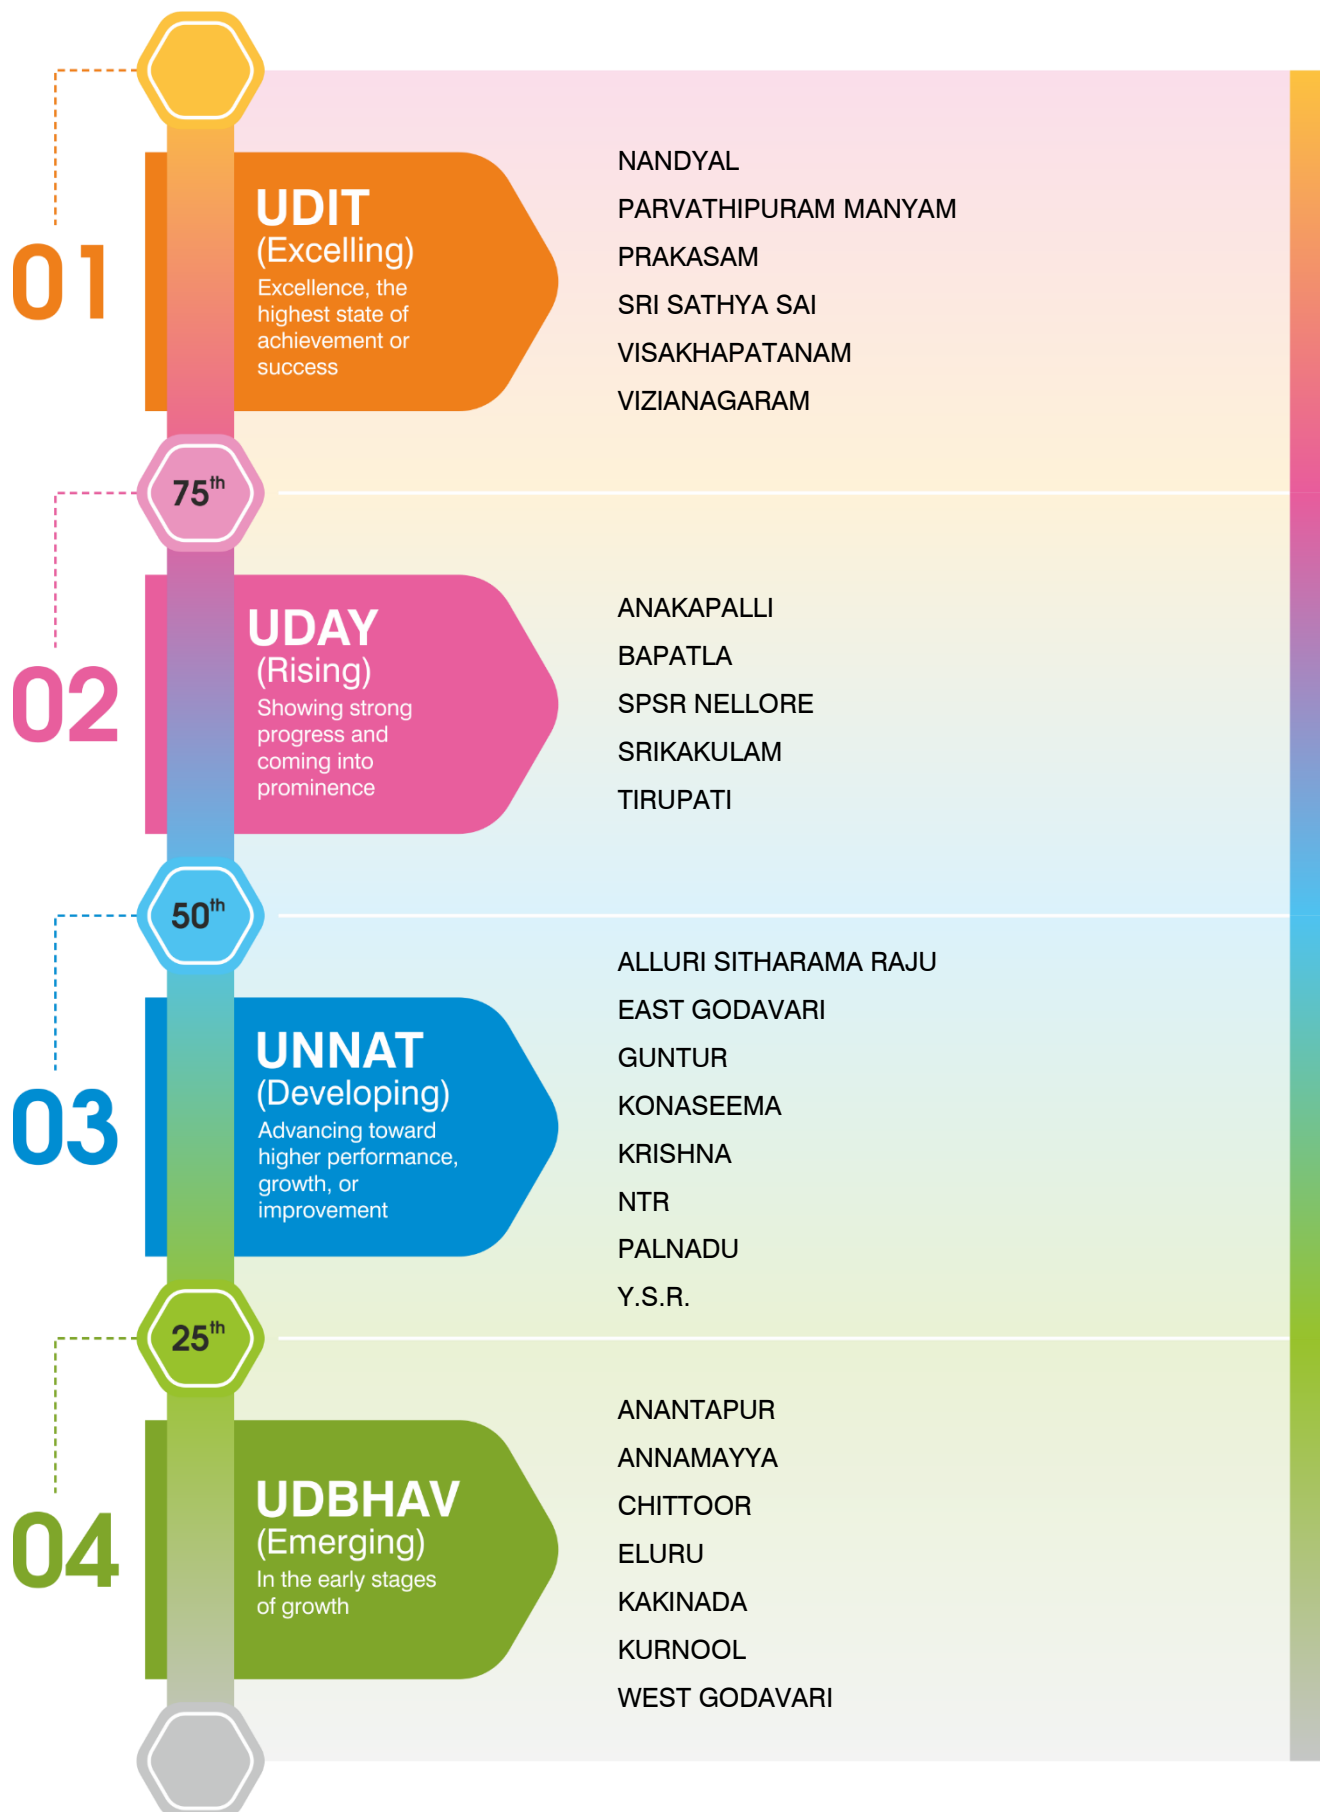 01
UDIT
(Excelling)
Excellence, the
highest state of
achievement or
success
NANDYAL
PARVATHIPURAM MANYAM
PRAKASAM
SRI SATHYA SAI
VISAKHAPATANAM
VIZIANAGARAM
75th
02
UDAY
(Rising)
Showing strong
progress and
coming into
prominence
ANAKAPALLI
BAPATLA
SPSR NELLORE
SRIKAKULAM
TIRUPATI
50th
03
UNNAT
(Developing)
Advancing toward
higher performance,
growth, or
improvement
ALLURI SITHARAMA RAJU
EAST GODAVARI
GUNTUR
KONASEEMA
KRISHNA
NTR
PALNADU
Y.S.R.
25th
04
UDBHAV
(Emerging)
In the early stages
of growth
ANANTAPUR
ANNAMAYYA
CHITTOOR
ELURU
KAKINADA
KURNOOL
WEST GODAVARI